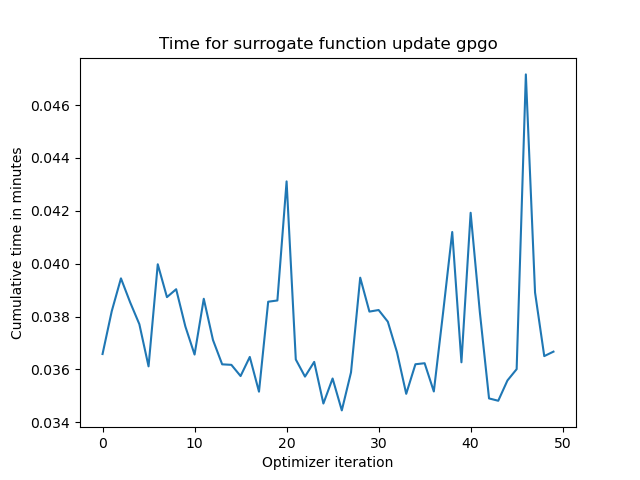 Time for surrogate function update gpgo
Cumulative time in minutes
0.046
0.044
0.042
0.040
0.038
0.036
0.034
0 10 20 30 40 50
Optimizer iteration